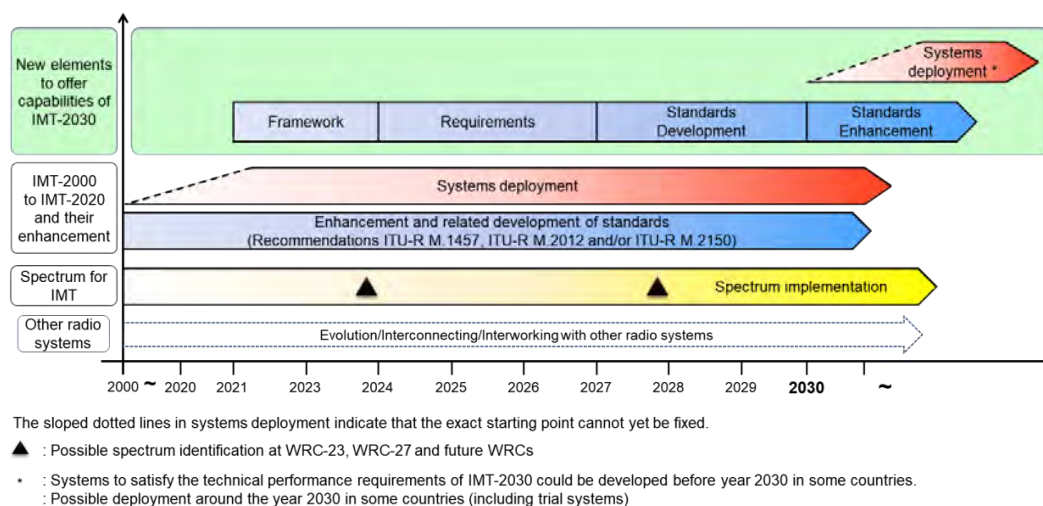 New elements
to offer
capabilities of
IMT-2030
Systems
deployment *
Framework
Requirements
Standards
Development
Standards
Enhancement
IMT-2000
to IMT-2020
and their
enhancement
Systems deployment
Enhancement and related development of standards
(Recommendations ITU-R M.1457, ITU-R M.2012 and/or ITU-R M.2150)
Spectrum for
IMT
Spectrum implementation
Other radio
systems
Evolution/Interconnecting/Interworking with other radio systems
2000 ~ 2020 2021 2023 2024 2025 2026 2027 2028 2029 2030 ~
The sloped dotted lines in systems deployment indicate that the exact starting point cannot yet be fixed.
▲ : Possible spectrum identification at WRC-23, WRC-27 and future WRCs
* : Systems to satisfy the technical performance requirements of IMT-2030 could be developed before year 2030 in some countries.
: Possible deployment around the year 2030 in some countries (including trial systems)